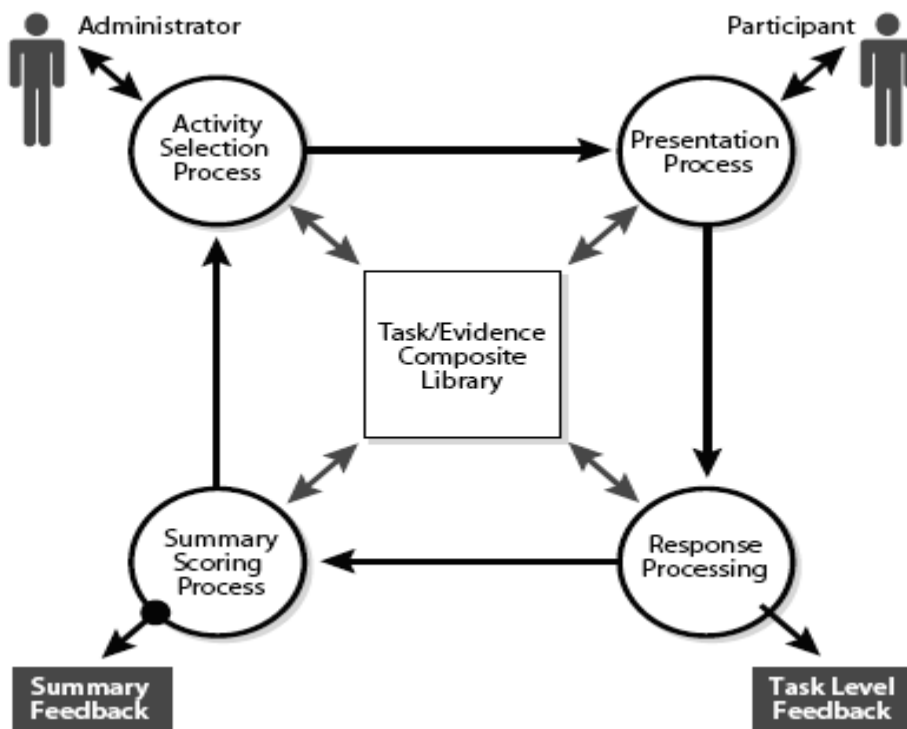 Administrator
Participant
Activity
Selection
Process
Presentation
Process
Task/Evidence
Composite
Library
Summary
Scoring
Process
Response
Processing
Summary
Feedback
Task Level
Feedback